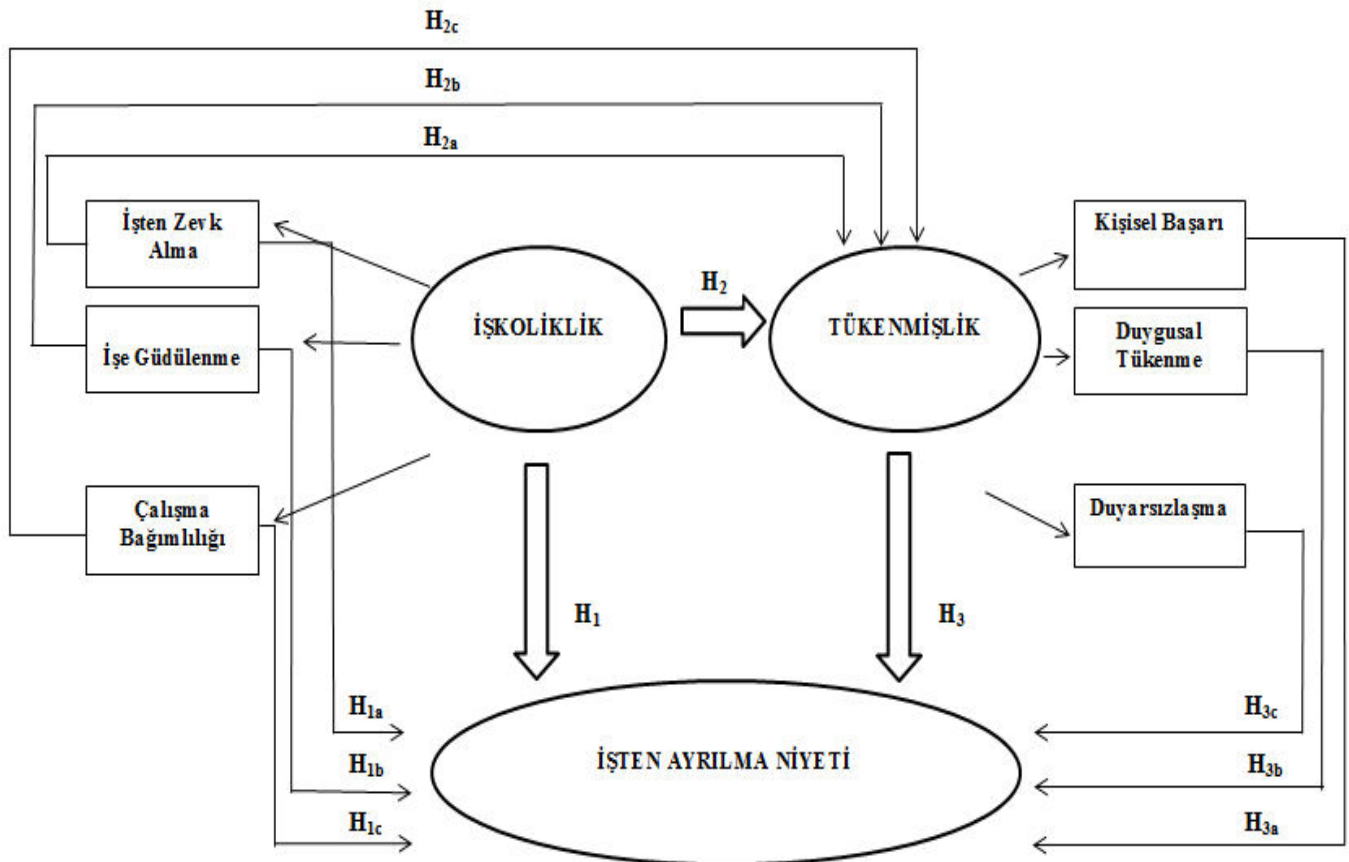 H2c
H2b
H2a
İşten Zevk
Alma
İşe Güdülenme
Çalışma
Bağımlılığı
İŞKOLİKLİK
H2
TÜKENMİŞLİK
Kişisel Başarı
Duygusal
Tükenme
Duyarsızlaşma
H1
H3
H1a
H1b
H1c
İŞTEN AYRILMA NİYETİ
H3c
H3b
H3a